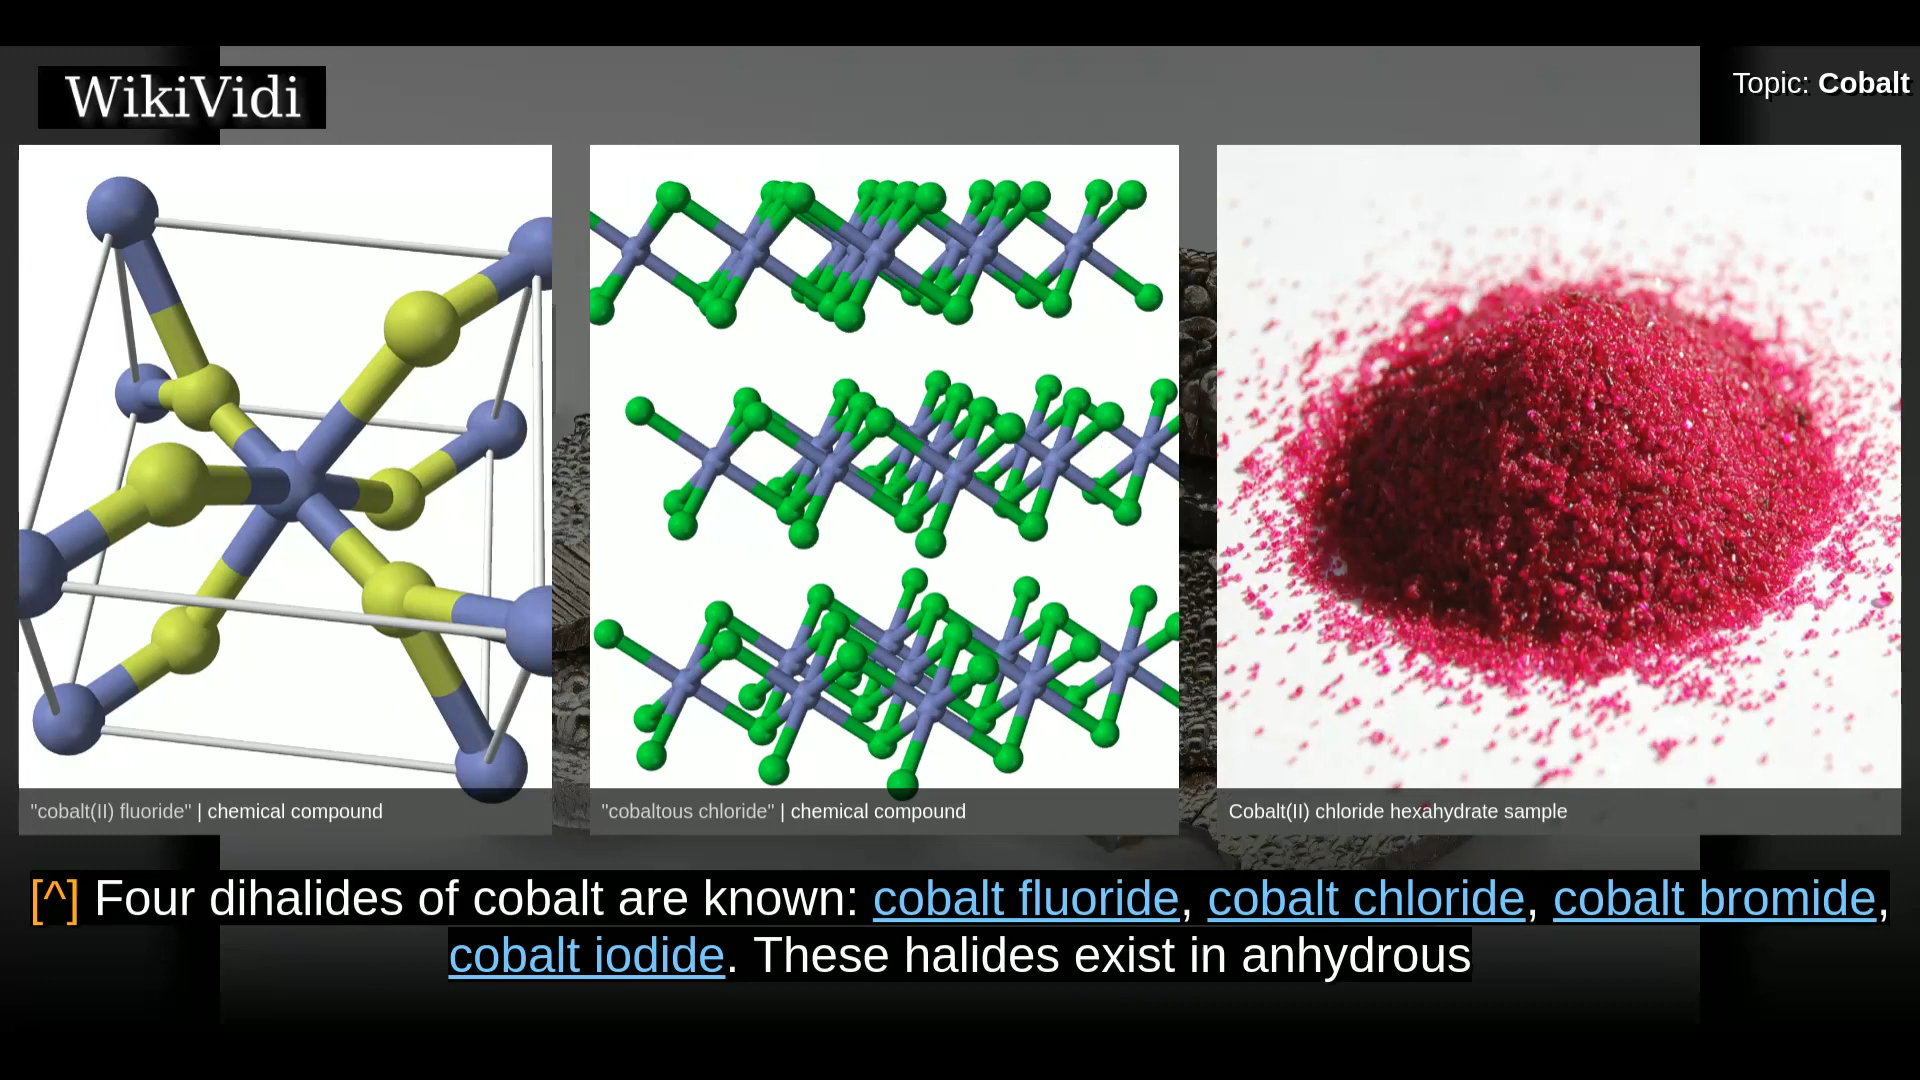 WikiVidi
Topic: Cobalt
"cobalt(II) fluoride" | chemical compound
"cobaltous chloride" | chemical compound
Cobalt(II) chloride hexahydrate sample
[^] Four dihalides of cobalt are known: cobalt fluoride, cobalt chloride, cobalt bromide,
cobalt iodide. These halides exist in anhydrous